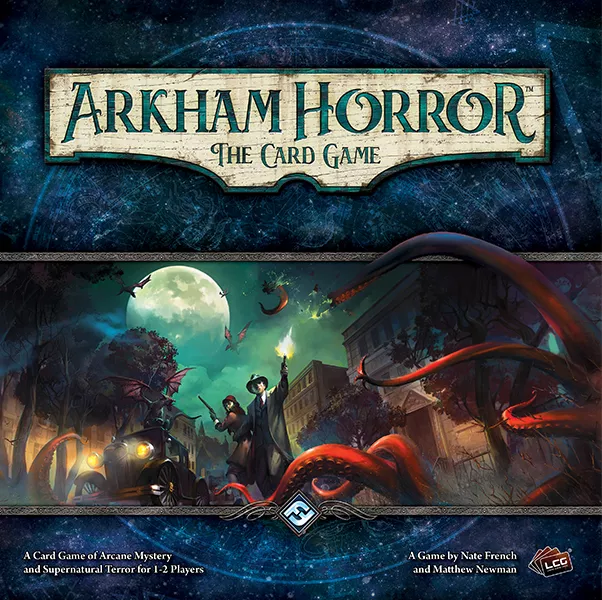 ARKHAM HORROR™
THE CARD GAME
A Card Game of Arcane Mystery
and Supernatural Terror for 1-2 Players
A Game by Nate French
and Matthew Newman
LCG